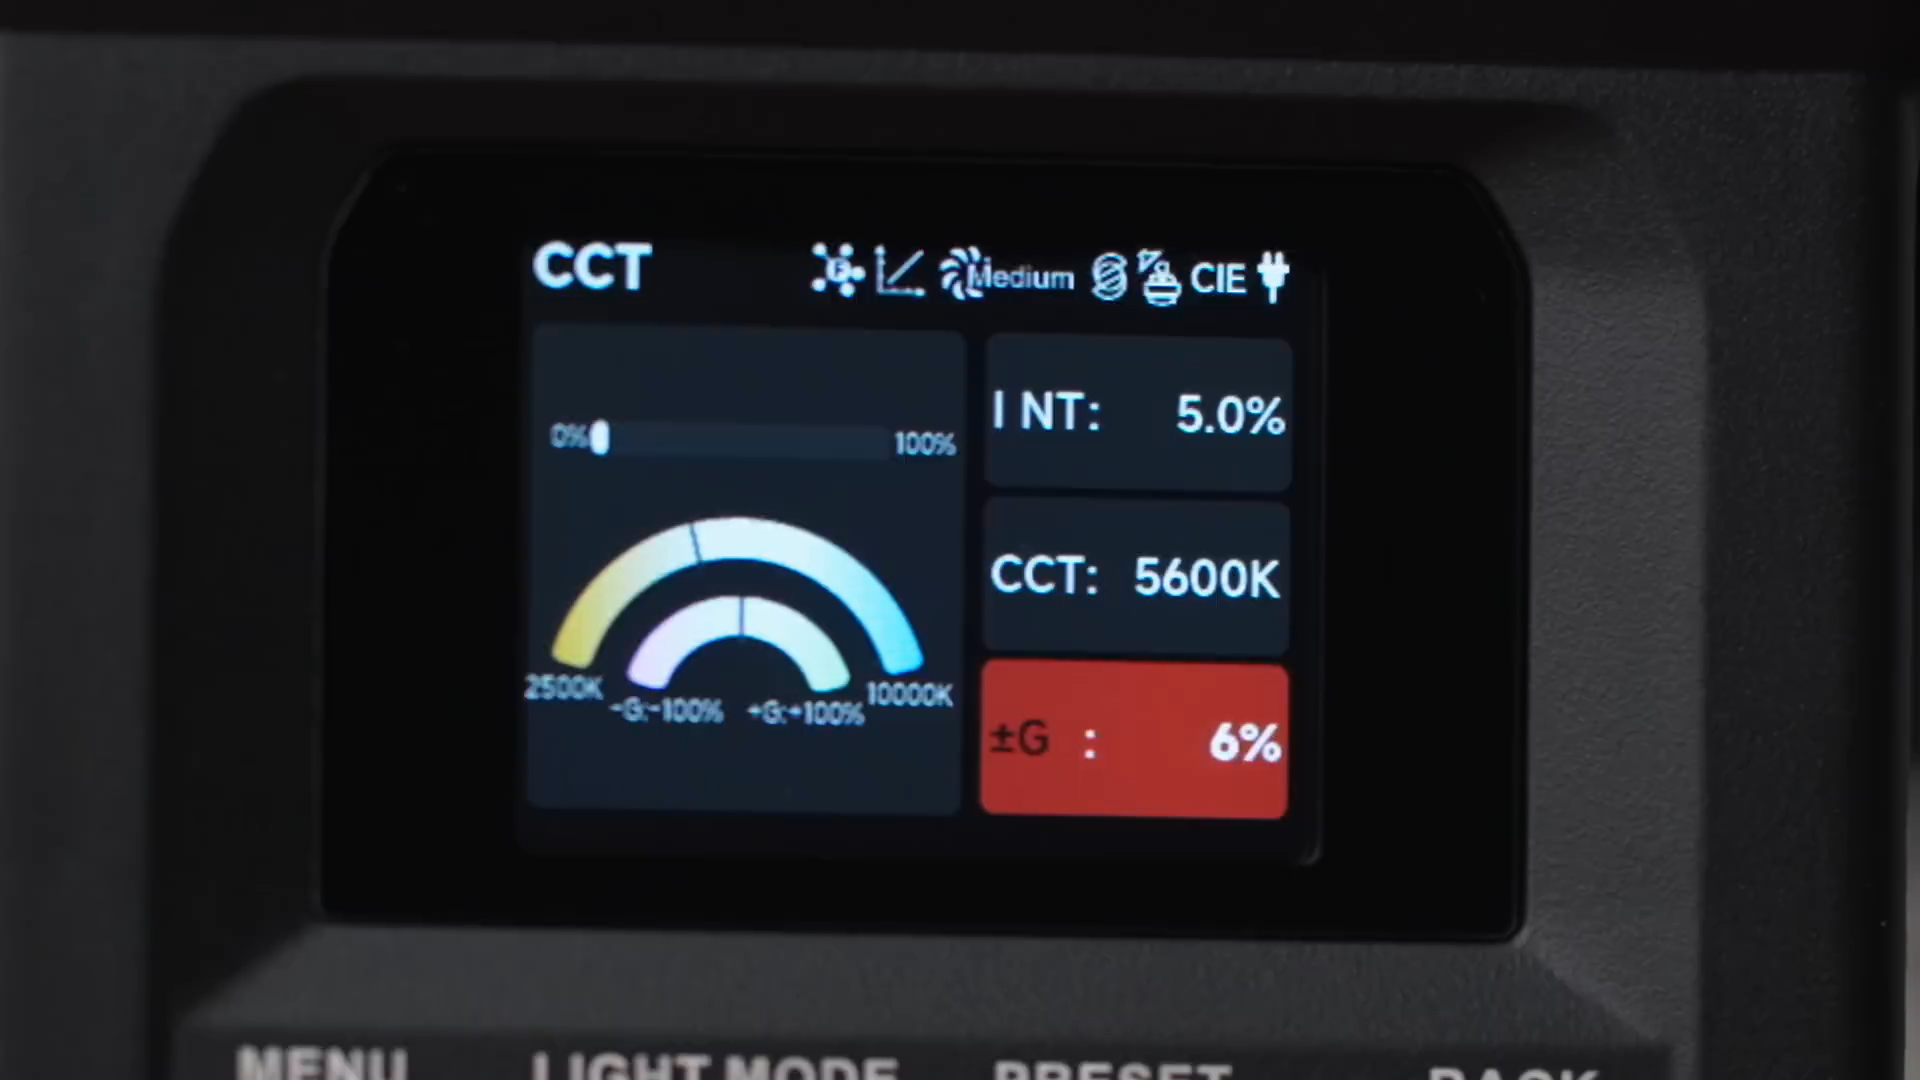 CCT Medium CIE
0% 100%
INT: 5.0%
CCT: 5600K
2500K 10000K
-G:-100% +G:+100%
±G : 6%
MENU LIGHT MODE PRESET BACK